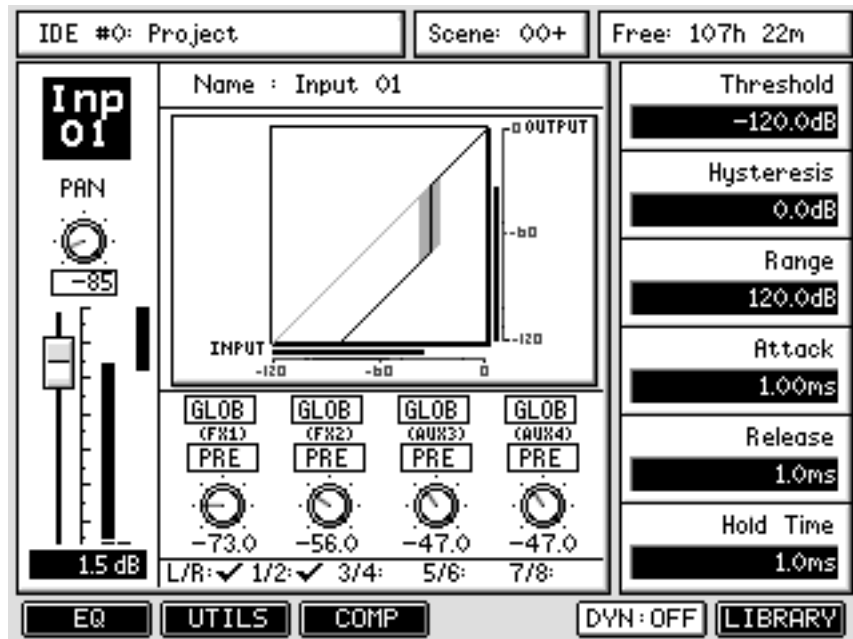 IDE #0: Project
Scene: 00+
Free: 107h 22m
Inp
01
PAN
-85
1.5 dB
Name : Input 01
OUTPUT
0
-60
-120
INPUT
-120 -60 0
GLOB GLOB GLOB GLOB
(FX1) (FX2) (AUX3) (AUX4)
PRE PRE PRE PRE
-73.0 -56.0 -47.0 -47.0
L/R:✓ 1/2:✓ 3/4: 5/6: 7/8:
Threshold
-120.0dB
Hysteresis
0.0dB
Range
120.0dB
Attack
1.00ms
Release
1.0ms
Hold Time
1.0ms
EQ UTILS COMP DYN:OFF LIBRARY